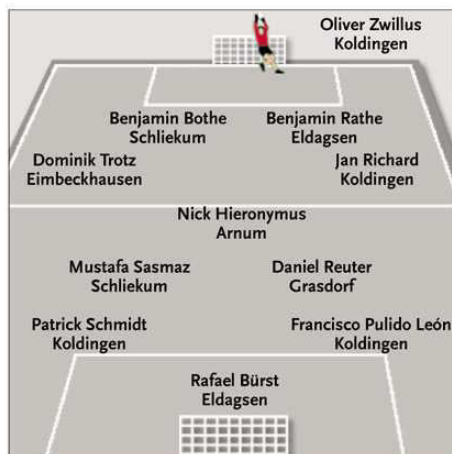 Oliver Zwillus
Koldingen
Benjamin Bothe
Schliekum
Benjamin Rathe
Eldagsen
Dominik Trotz
Eimbeckhausen
Jan Richard
Koldingen
Nick Hieronymus
Arnum
Mustafa Sasmaz
Schliekum
Daniel Reuter
Grasdorf
Patrick Schmidt
Koldingen
Francisco Pulido León
Koldingen
Rafael Bürst
Eldagsen